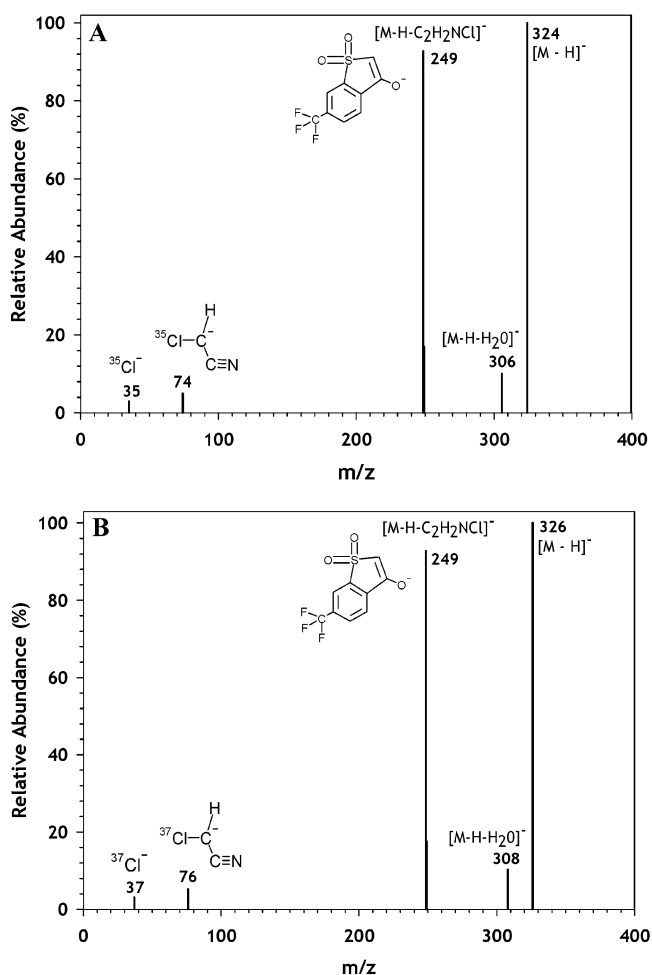 A
[M-H-C2H2NCl]-
249
324
[M - H]-
O
O
S
O-
F
F
C
F
[M-H-H20]-
306
H
35Cl
C-
C≡N
35Cl-
35
74
Relative Abundance (%)
100
80
60
40
20
0
0
100
200
300
400
m/z
B
[M-H-C2H2NCl]-
249
326
[M - H]-
O
O
S
O-
F
F
C
F
[M-H-H20]-
308
H
37Cl
C-
C≡N
37Cl-
37
76
Relative Abundance (%)
100
80
60
40
20
0
0
100
200
300
400
m/z